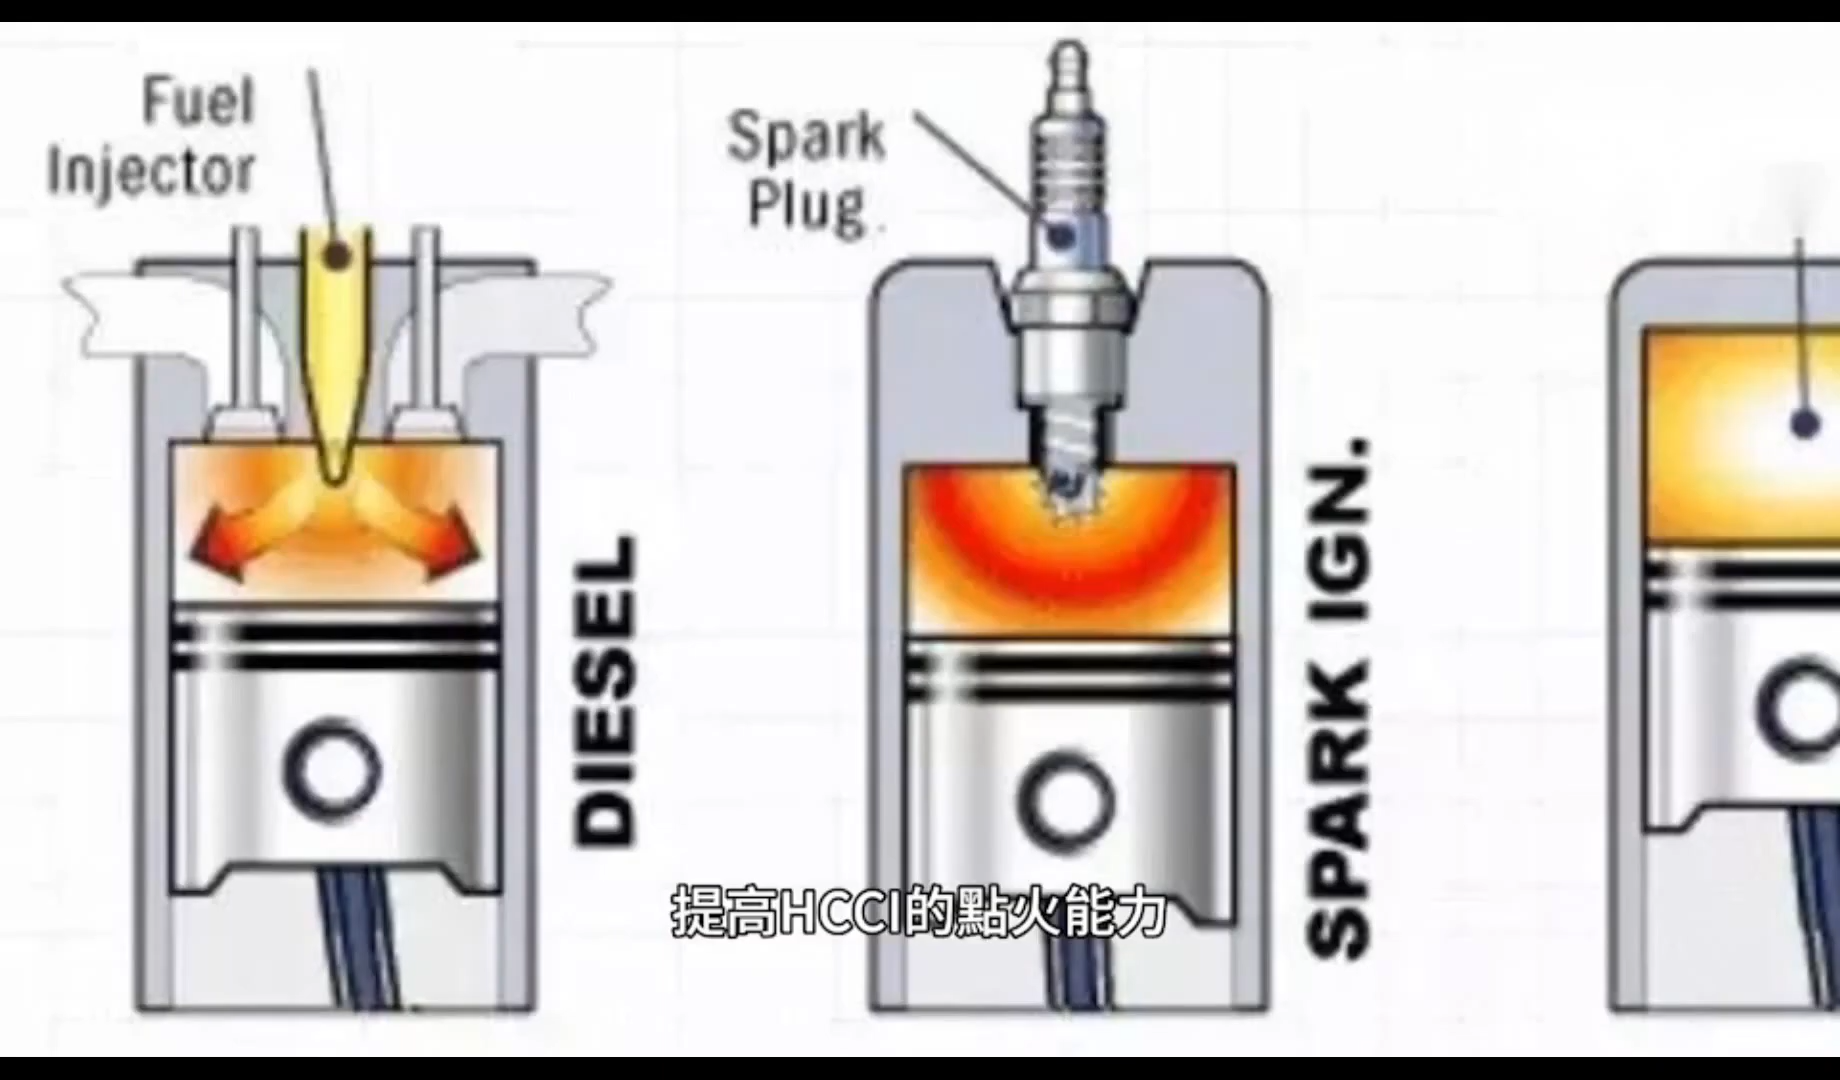 Fuel
Injector
Spark
Plug
DIESEL
SPARK IGN.
提高HCCI的點火能力